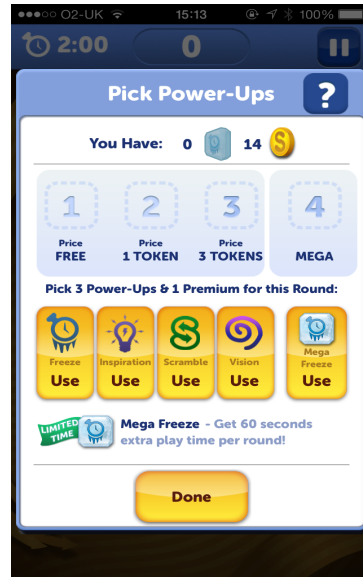 O2-UK 15:13 100%
2:00 0
Pick Power-Ups ?
You Have: 0 14 S
1 2 3 4
Price Price Price
FREE 1 TOKEN 3 TOKENS MEGA
Pick 3 Power-Ups & 1 Premium for this Round:
Freeze Inspiration Scramble Vision Mega Freeze
Use Use Use Use Use
LIMITED TIME Mega Freeze - Get 60 seconds
extra play time per round!
Done